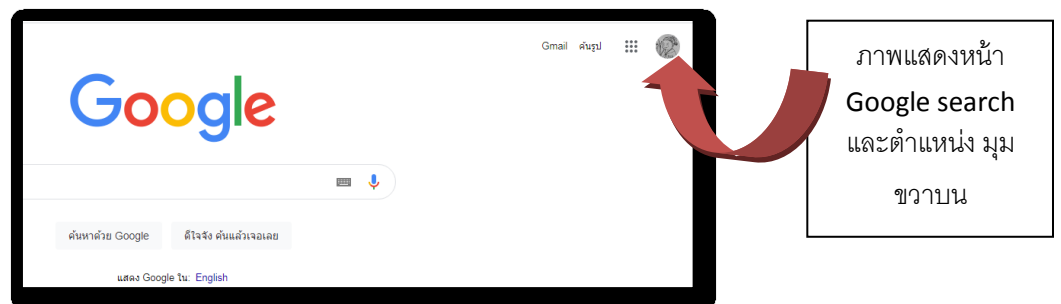 Gmail ค้นรูป
Google
ค้นหาด้วย Google ดีใจจัง ค้นแล้วเจอเลย
แสดง Google ใน: English
ภาพแสดงหน้า
Google search
และตำแหน่ง มุม
ขวาบน